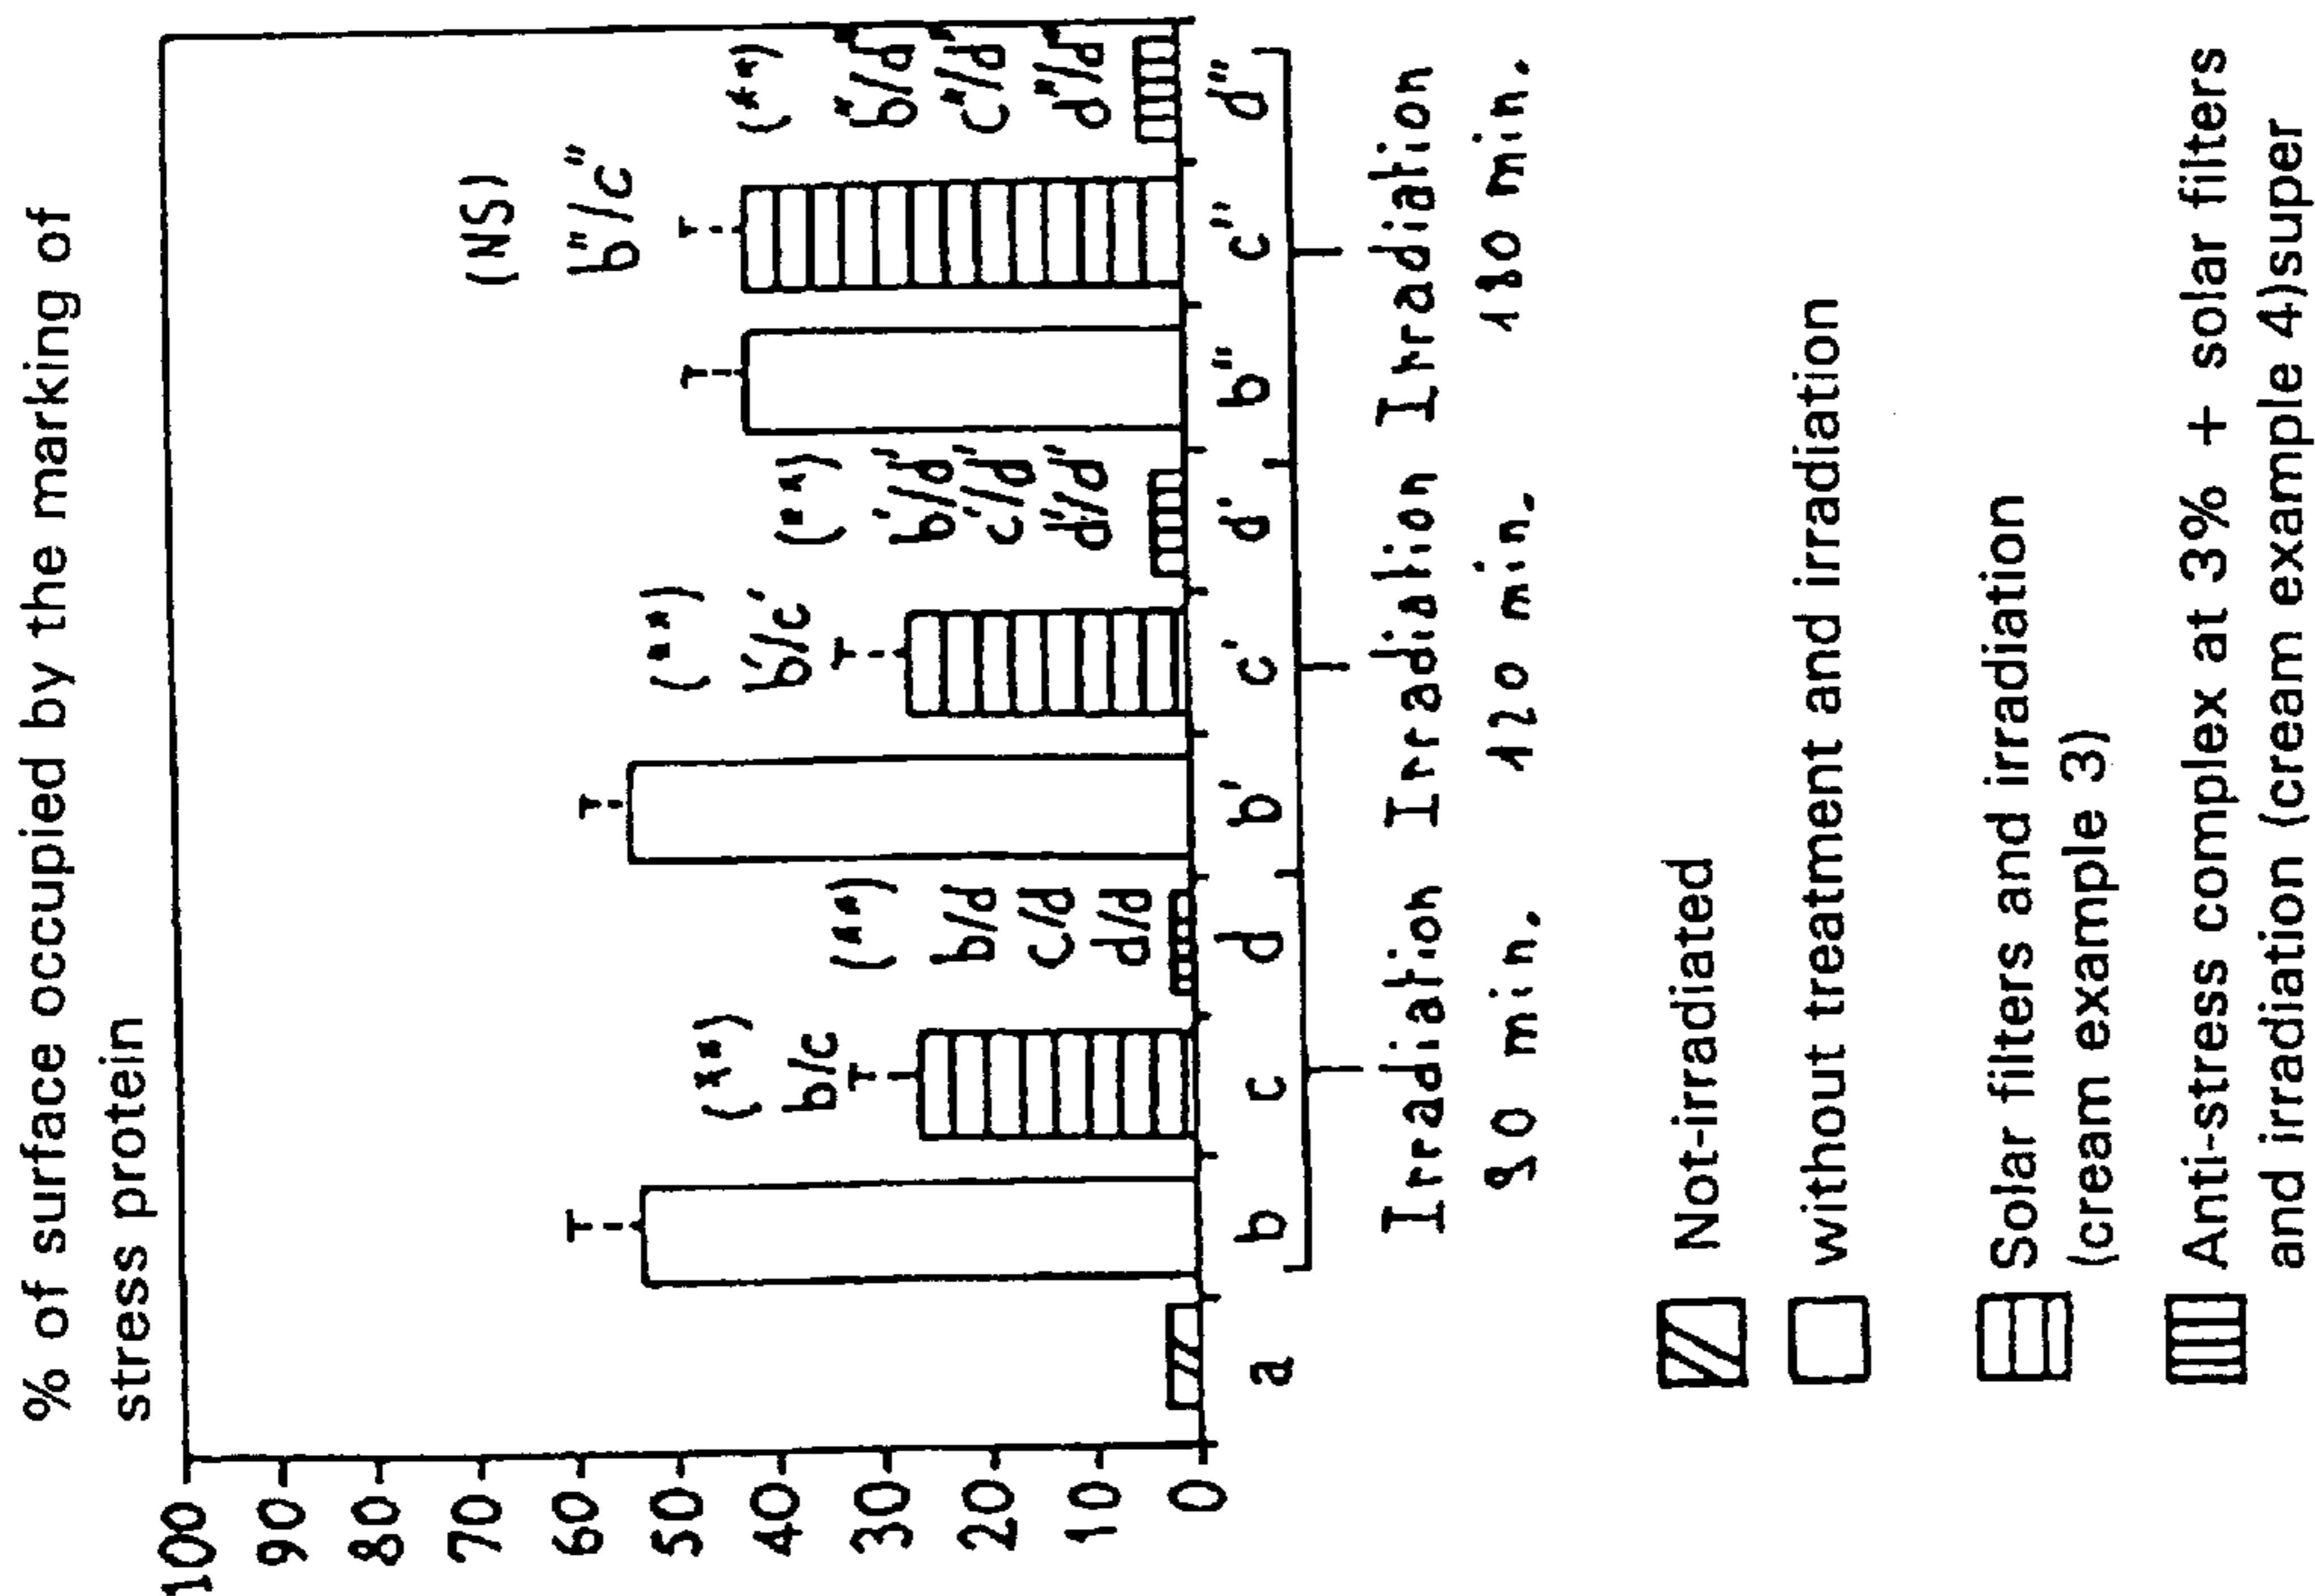 % of surface occupied by the marking of
stress protein
100
90
80
70
60
50
40
30
20
10
0
(**)
b/c
(**)
b/d
c/d
d/d
(**)
b'/c'
(**)
b'/d'
c'/d'
d'/d'
(NS)
b"/c"
(**)
b"/d"
c"/d"
d"/d"
a b c d b' c' d' b" c" d"
Irradiation Irradiation Irradiation
90 min. 120 min. 180 min.
Not-irradiated
without treatment and irradiation
Solar filters and irradiation
(cream example 3)
Anti-stress complex at 3% + solar filters
and irradiation (cream example 4)super